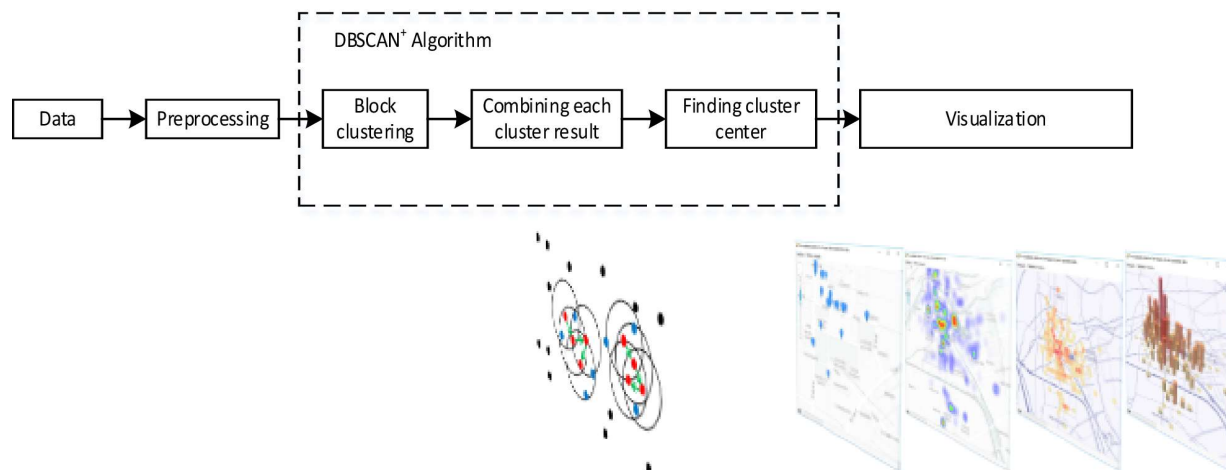 DBSCAN⁺ Algorithm
Data
Preprocessing
Block
clustering
Combining each
cluster result
Finding cluster
center
Visualization